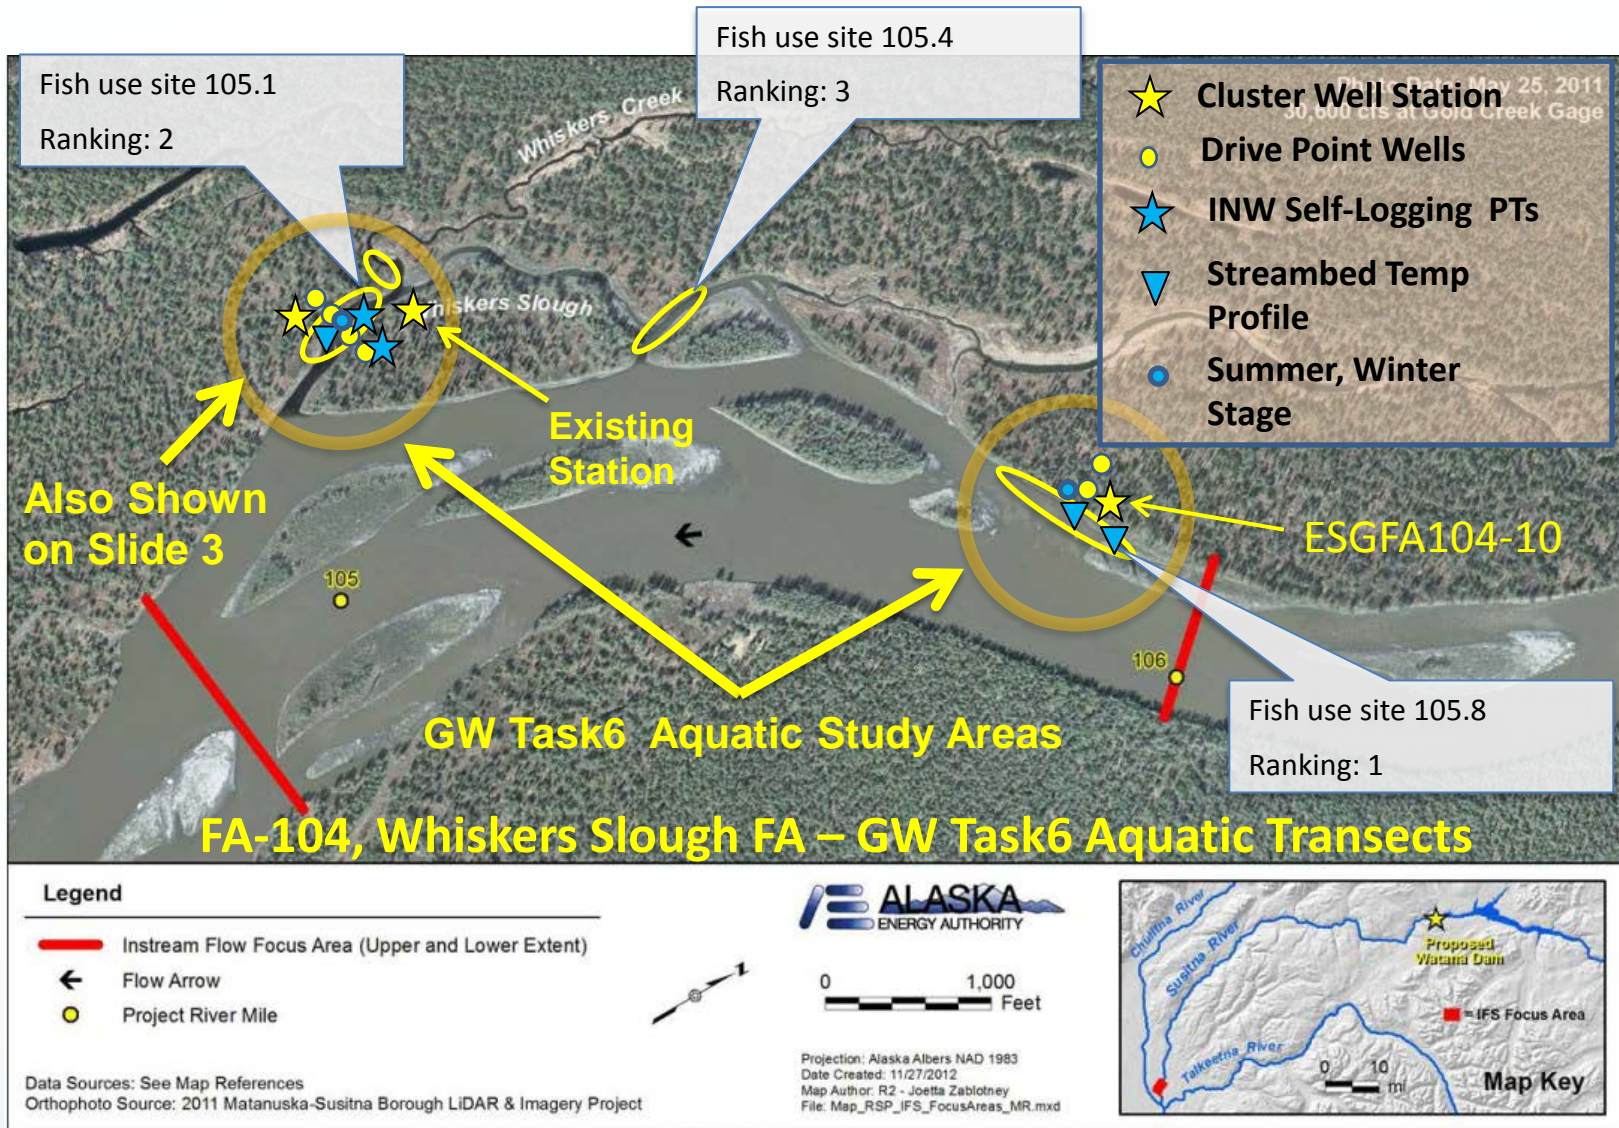 Fish use site 105.1
Ranking: 2
Fish use site 105.4
Ranking: 3
Photo Date: May 25, 2011
30,600 cfs at Gold Creek Gage
Cluster Well Station
Drive Point Wells
INW Self-Logging PTs
Streambed Temp
Profile
Summer, Winter
Stage
Whiskers Creek
hiskers Slough
Existing
Station
Also Shown
on Slide 3
ESGFA104-10
105
106
Fish use site 105.8
Ranking: 1
GW Task6 Aquatic Study Areas
FA-104, Whiskers Slough FA – GW Task6 Aquatic Transects
Legend
Instream Flow Focus Area (Upper and Lower Extent)
Flow Arrow
Project River Mile
Data Sources: See Map References
Orthophoto Source: 2011 Matanuska-Susitna Borough LiDAR & Imagery Project
N
ALASKA
ENERGY AUTHORITY
0 1,000
Feet
Projection: Alaska Albers NAD 1983
Date Created: 11/27/2012
Map Author: R2 - Joetta Zablotney
File: Map_RSP_IFS_FocusAreas_MR.mxd
Chulitna River
Susitna River
Talkeetna River
Proposed
Watana Dam
= IFS Focus Area
0 10
mi
Map Key